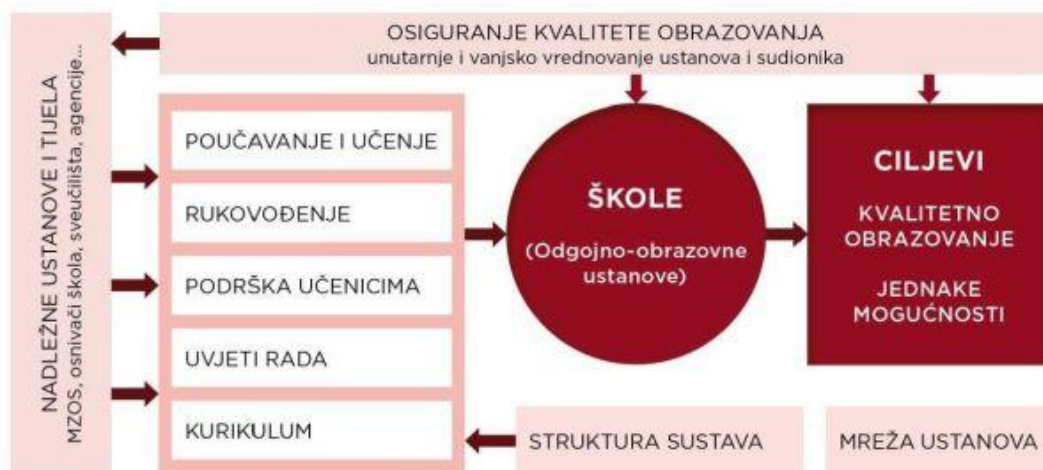 OSIGURANJE KVALITETE OBRAZOVANJA
unutarnje i vanjsko vrednovanje ustanova i sudionika
NADLEŽNE USTANOVE I TIJELA
MZOS, osnivači škola, sveučilišta, agencije...
POUČAVANJE I UČENJE
RUKOVOĐENJE
PODRŠKA UČENICIMA
UVJETI RADA
KURIKULUM
ŠKOLE
(Odgojno-obrazovne
ustanove)
CILJEVI
KVALITETNO
OBRAZOVANJE
JEDNAKE
MOGUĆNOSTI
STRUKTURA SUSTAVA
MREŽA USTANOVA